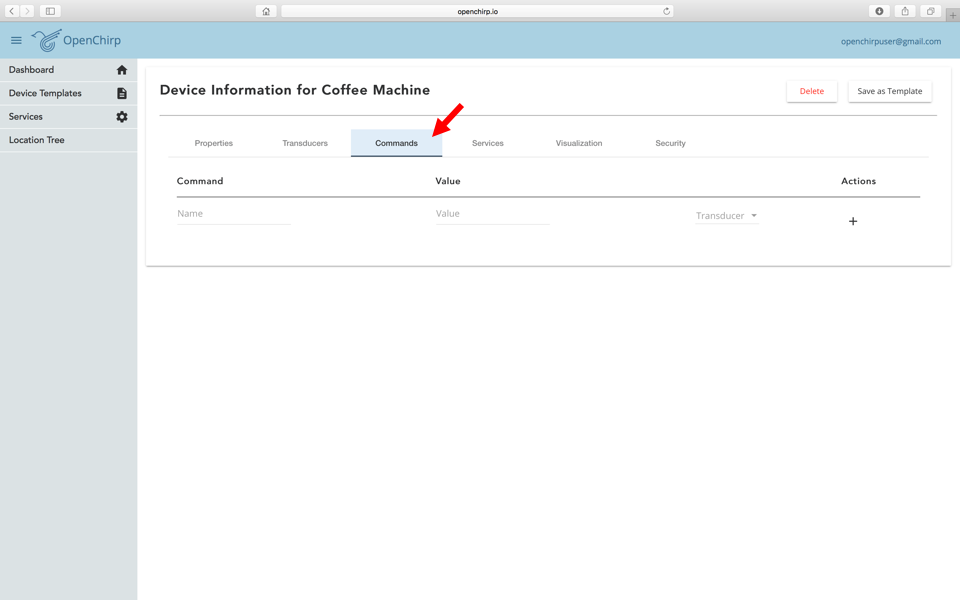 openchirp.io
OpenChirp
openchirpuser@gmail.com
Dashboard
Device Templates
Services
Location Tree
Device Information for Coffee Machine
Delete
Save as Template
Properties Transducers Commands Services Visualization Security
Command Value Actions
Name Value Transducer